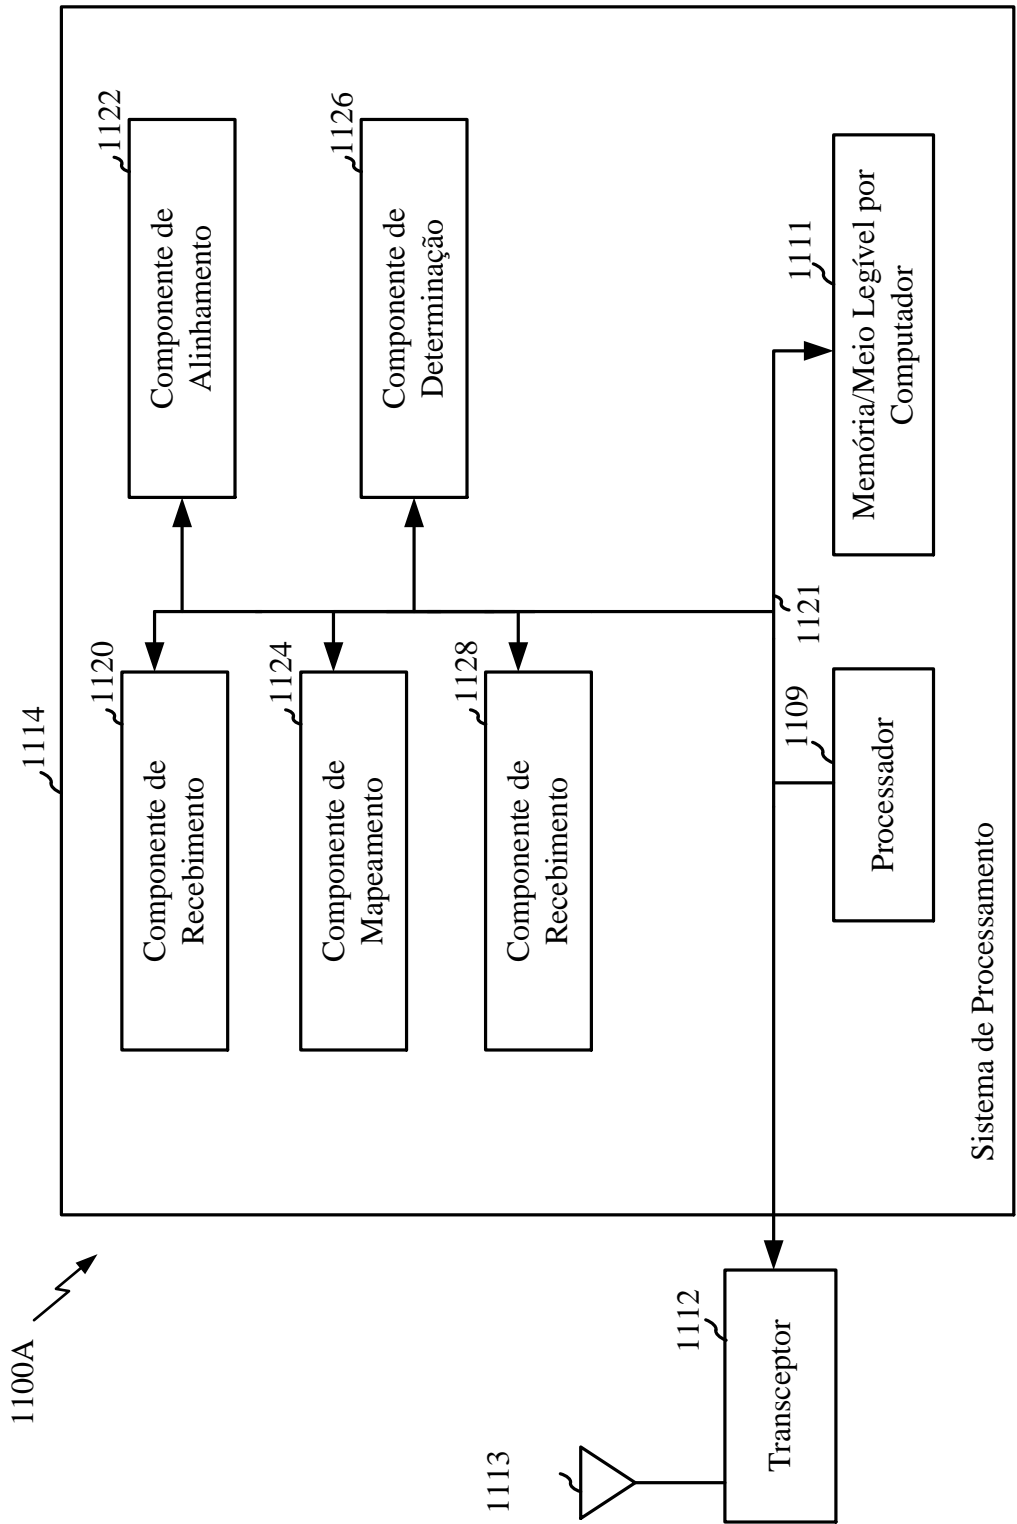 1100A
1114
1120
Componente de
Recebimento
1122
Componente de
Alinhamento
1124
Componente de
Mapeamento
1126
Componente de
Determinação
1128
Componente de
Recebimento
1113
1112
Transceptor
1109
Processador
1121
1111
Memória/Meio Legível por
Computador
Sistema de Processamento